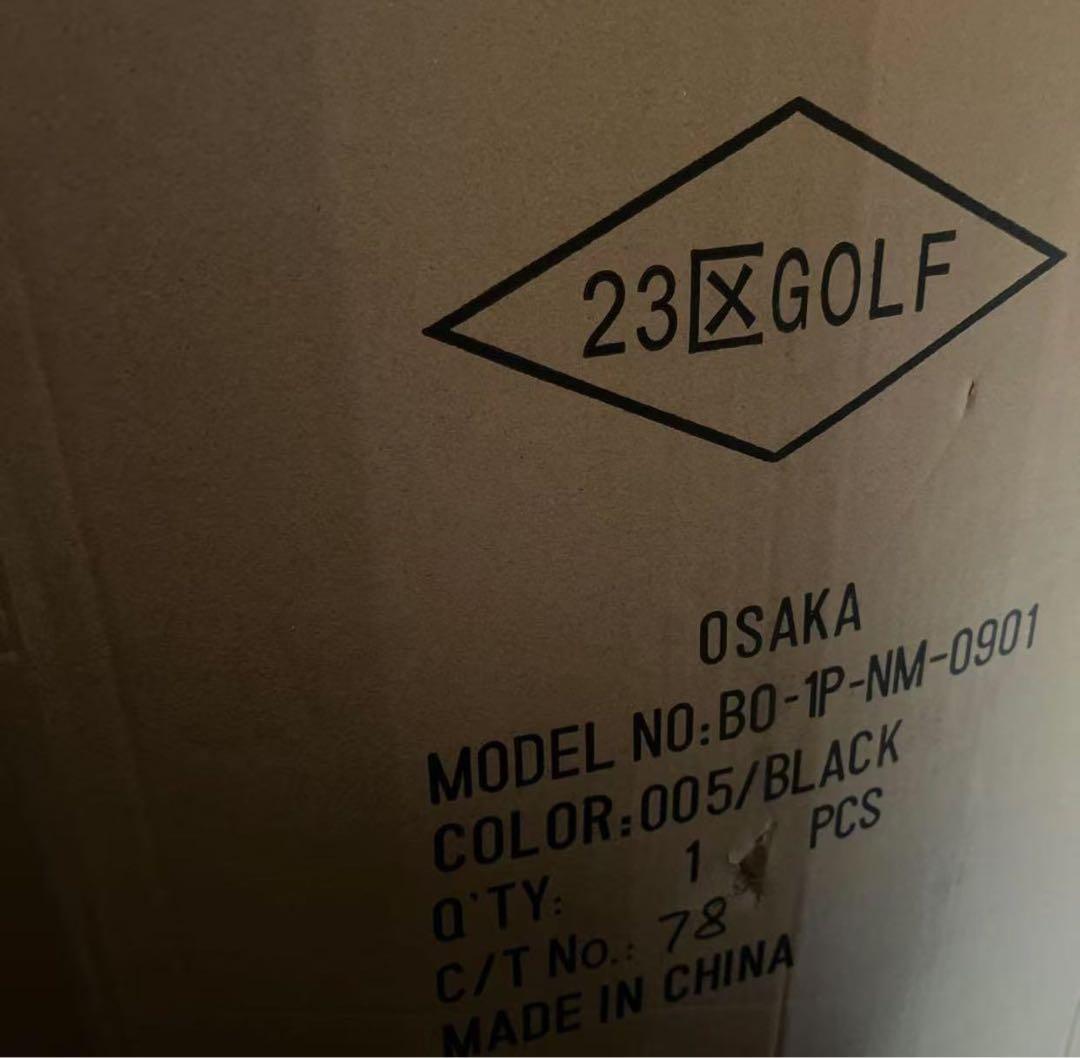 23区GOLF
OSAKA
MODEL NO:BO-1P-NM-0901
COLOR:005/BLACK
Q'TY: 1 PCS
C/T No.: 78
MADE IN CHINA